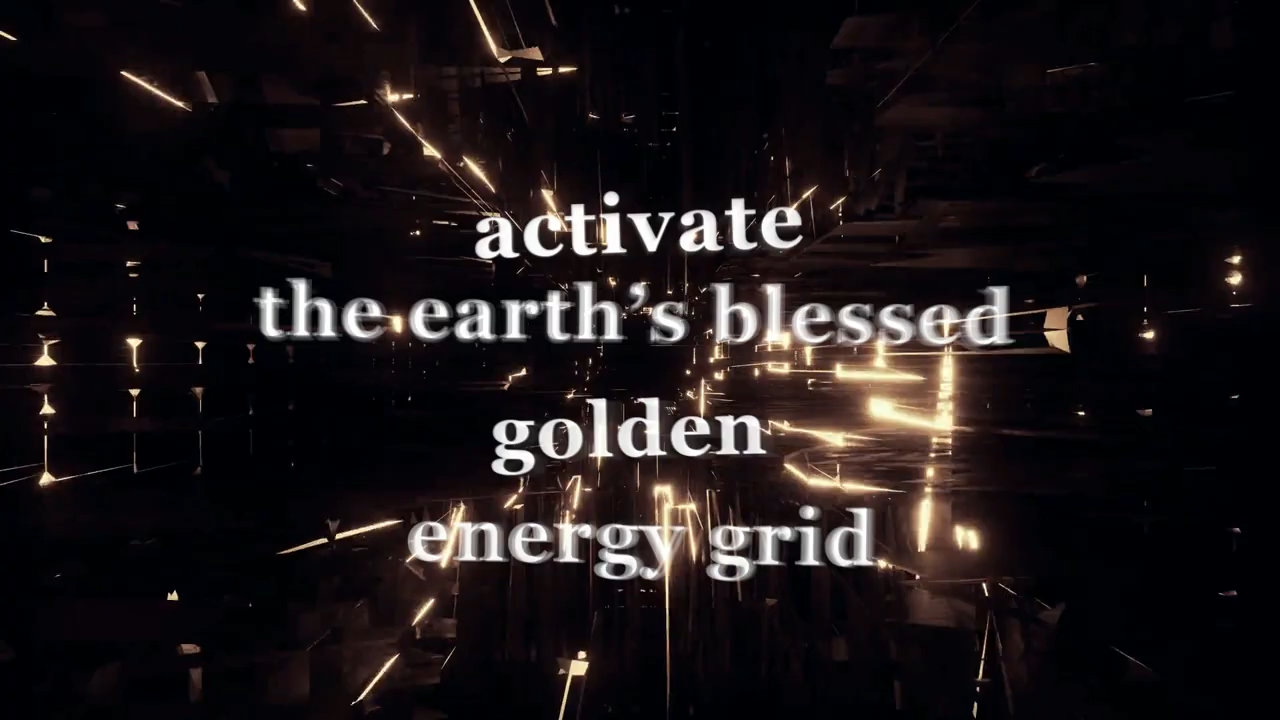 activate
the earth’s blessed
golden
energy grid